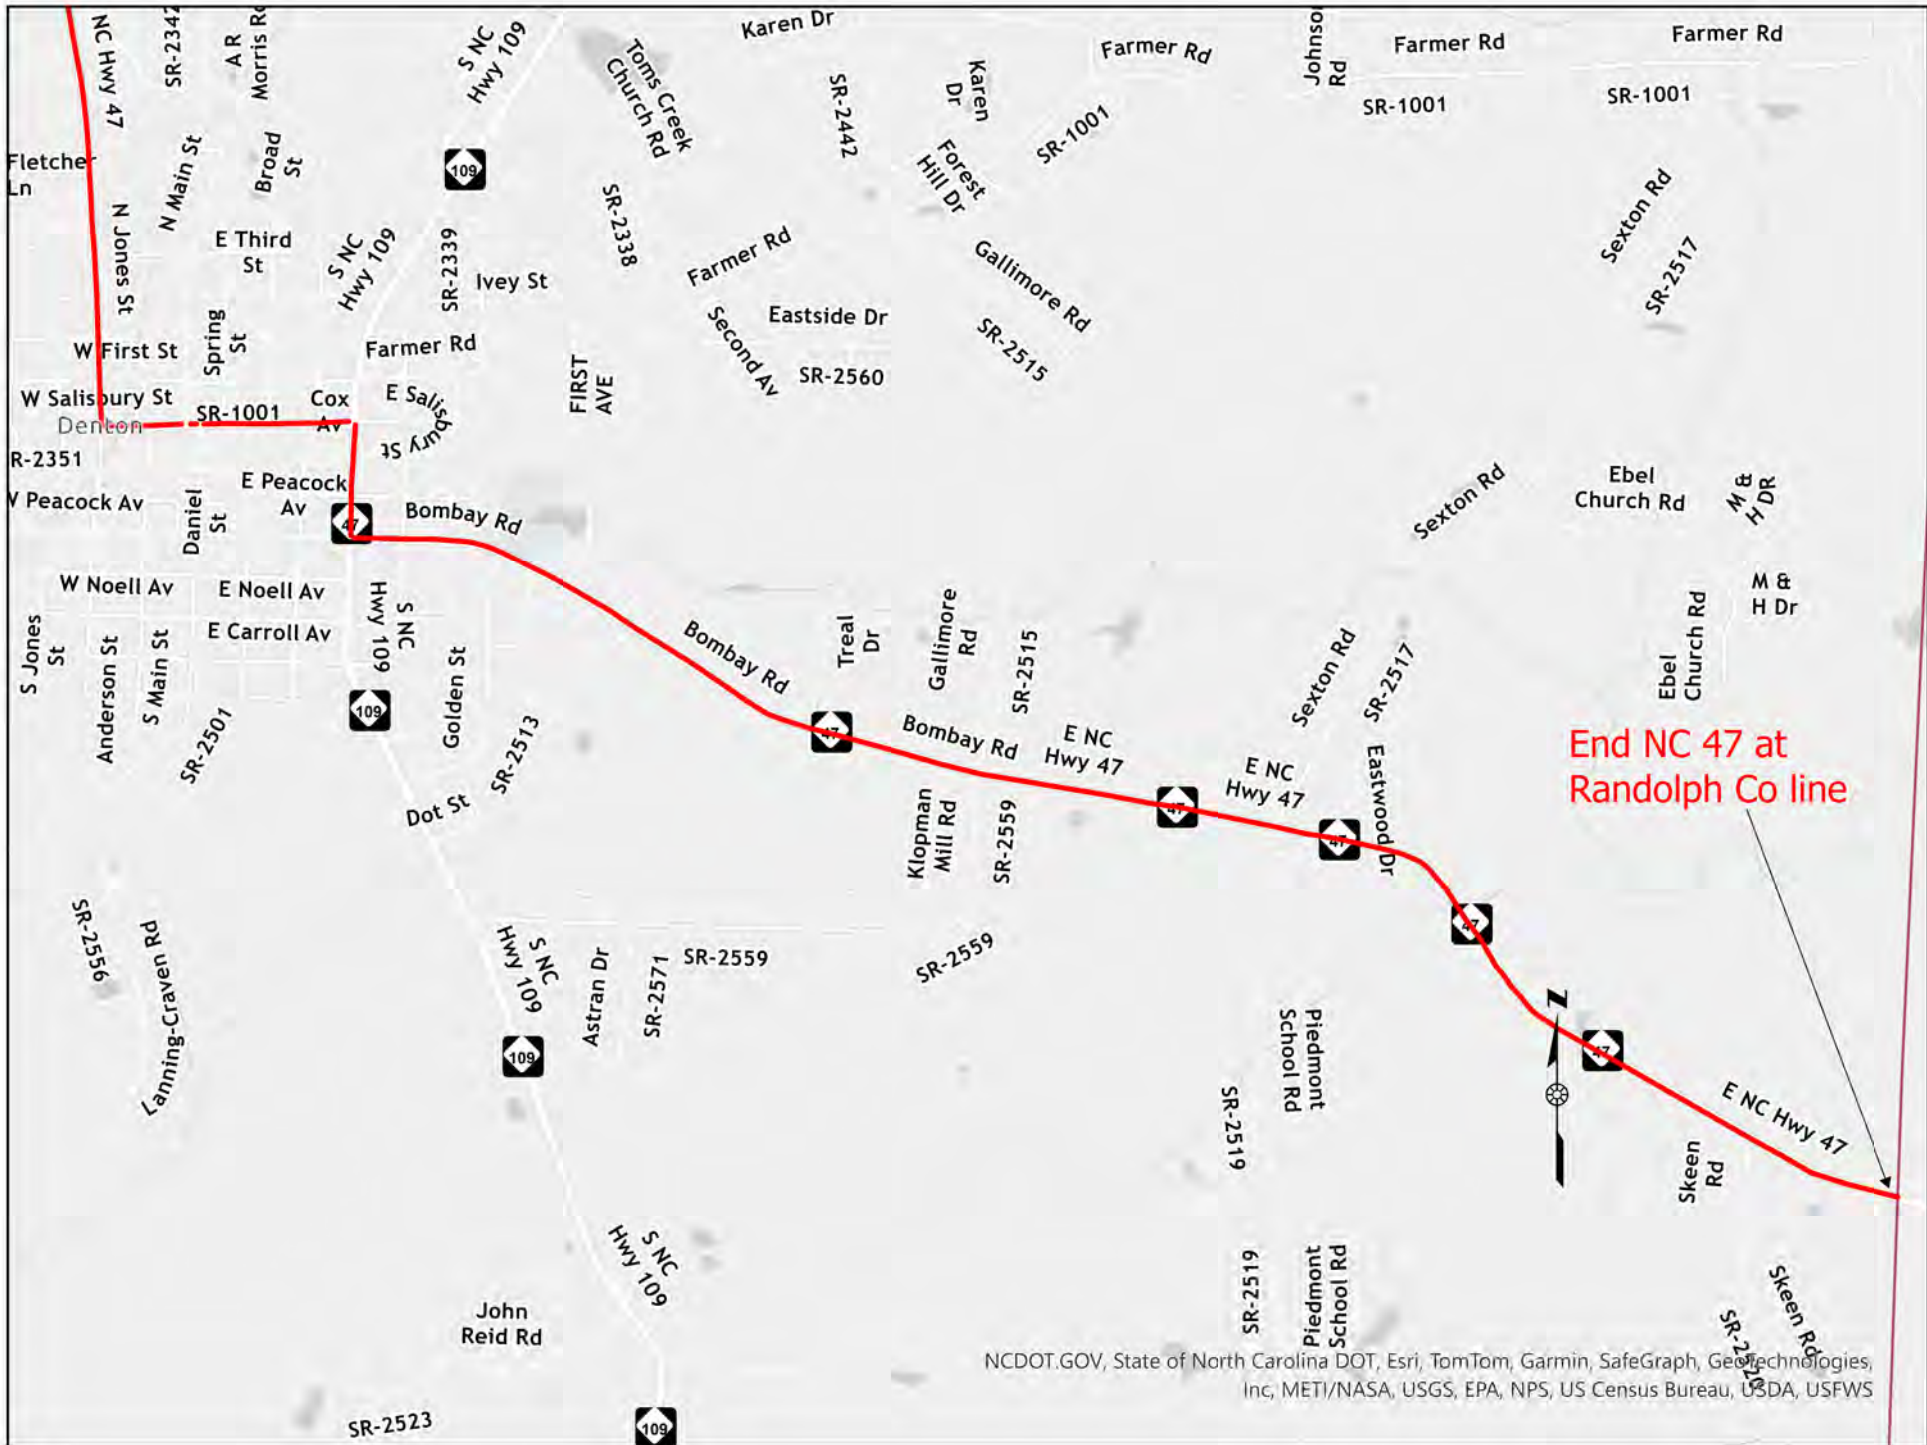 NC Hwy 47
SR-2342
A R
Morris Rd
S NC
Hwy 109
Toms Creek
Church Rd
Karen Dr
SR-2442
Karen
Dr
Farmer Rd
Farmer Rd
Farmer Rd
Rd
SR-1001
SR-1001
SR-1001
Fletcher
Ln
N Main St
Broad
St
109
Forest
Hill Dr
Sexton Rd
SR-2517
N Jones St
E Third
St
S NC
Hwy 109
SR-2339
Ivey St
SR-2338
Farmer Rd
Gallimore Rd
SR-2515
Second Av
Eastside Dr
SR-2560
W First St
Spring
St
Farmer Rd
FIRST
AVE
W Salisbury St
Denton
SR-1001
Cox
Av
E Salisbury St
R-2351
W Peacock Av
Daniel
St
E Peacock
Av
47
Bombay Rd
Sexton Rd
Ebel
Church Rd
M &
H DR
W Noell Av
E Noell Av
E Carroll Av
S NC
Hwy 109
S Jones
St
Anderson St
S Main St
SR-2501
109
Golden St
SR-2513
Dot St
Bombay Rd
Treal
Dr
Gallimore
Rd
SR-2515
47
Bombay Rd
E NC
Hwy 47
Sexton Rd
SR-2517
Ebel
Church Rd
M &
H Dr
E NC
Hwy 47
Eastwood Dr
End NC 47 at
Randolph Co line
Klopman
Mill Rd
SR-2559
47
47
47
SR-2556
Lanning-Craven Rd
S NC
Hwy 109
Astran Dr
SR-2571
SR-2559
SR-2559
109
Piedmont
School Rd
SR-2519
N
47
E NC Hwy 47
Skeen
Rd
S NC
Hwy 109
John
Reid Rd
SR-2519
Piedmont
School Rd
Skeen Rd
SR-2520
SR-2523
109
NCDOT.GOV, State of North Carolina DOT, Esri, TomTom, Garmin, SafeGraph, GeoTechnologies,
Inc, METI/NASA, USGS, EPA, NPS, US Census Bureau, USDA, USFWS